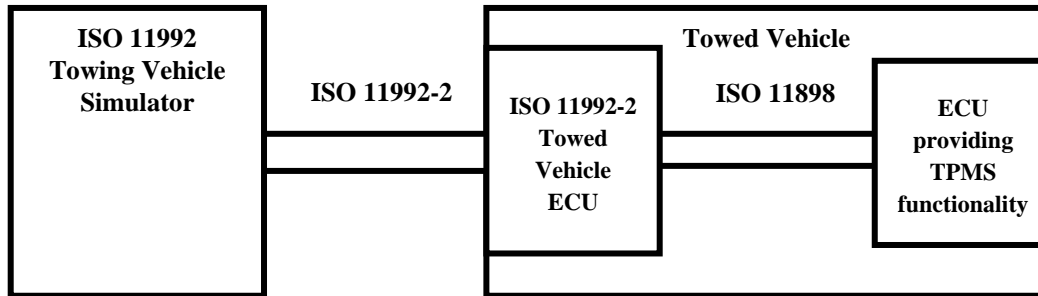 ISO 11992
Towing Vehicle
Simulator
ISO 11992-2
Towed Vehicle
ISO 11992-2
Towed
Vehicle
ECU
ISO 11898
ECU
providing
TPMS
functionality